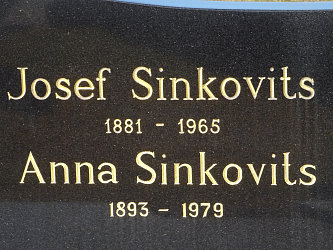 Josef Sinkovits
1881 - 1965
Anna Sinkovits
1893 - 1979